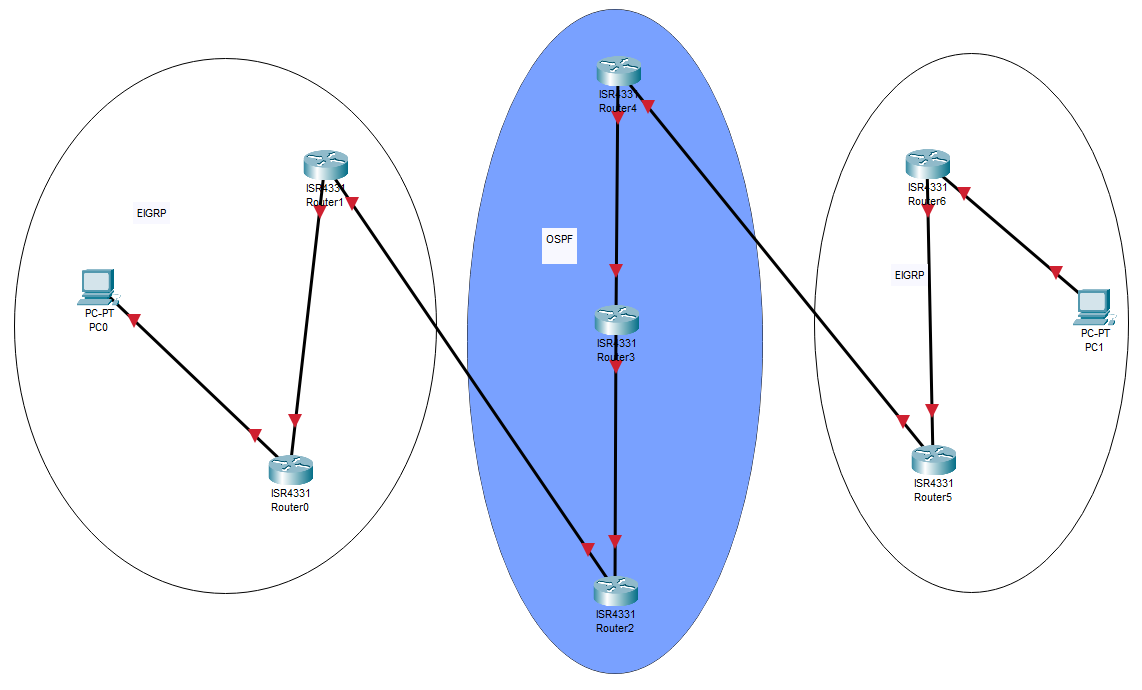 EIGRP
PC-PT
PC0
ISR4331
Router1
ISR4331
Router0
OSPF
ISR4331
Router4
ISR4331
Router3
ISR4331
Router2
EIGRP
ISR4331
Router6
ISR4331
Router5
PC-PT
PC1